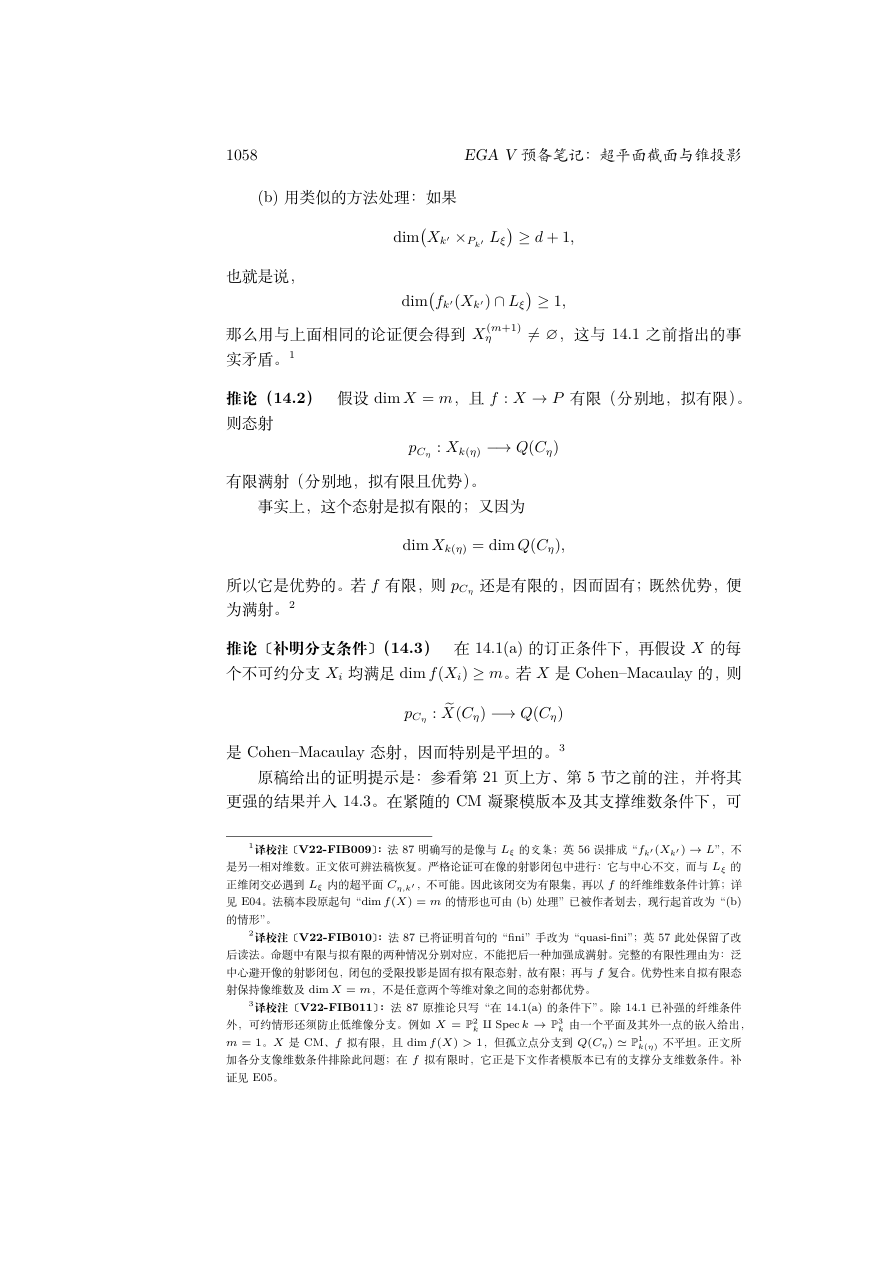 1058 EGA V 预备笔记：超平面截面与锥投影
(b) 用类似的方法处理：如果
dim(X_{k′} ×_{P_{k′}} L_ξ) ≥ d + 1,
也就是说，
dim(f_{k′}(X_{k′}) ∩ L_ξ) ≥ 1,
那么用与上面相同的论证便会得到 X_η^{(m+1)} ≠ ∅，这与 14.1 之前指出的事
实矛盾。¹
推论（14.2） 假设 dim X = m，且 f : X → P 有限（分别地，拟有限）。
则态射
p_{C_η} : X_{k(η)} ⟶ Q(C_η)
有限满射（分别地，拟有限且优势）。
事实上，这个态射是拟有限的；又因为
dim X_{k(η)} = dim Q(C_η),
所以它是优势的。若 f 有限，则 p_{C_η} 还是有限的，因而固有；既然优势，便
为满射。²
推论〔补明分支条件〕（14.3） 在 14.1(a) 的订正条件下，再假设 X 的每
个不可约分支 X_i 均满足 dim f(X_i) ≥ m。若 X 是 Cohen–Macaulay 的，则
p_{C_η} : X̃(C_η) ⟶ Q(C_η)
是 Cohen–Macaulay 态射，因而特别是平坦的。³
原稿给出的证明提示是：参看第 21 页上方、第 5 节之前的注，并将其
更强的结果并入 14.3。在紧随的 CM 凝聚模版本及其支撑维数条件下，可
¹译校注〔V22-FIB009〕：法 87 明确写的是像与 L_ξ 的交集；英 56 误排成 “f_{k′}(X_{k′}) → L”，不
是另一相对维数。正文依可辨法稿恢复。严格论证可在像的射影闭包中进行：它与中心不交，而与 L_ξ 的
正维闭交必遇到 L_ξ 内的超平面 C_{η,k′}，不可能。因此该闭交为有限集，再以 f 的纤维维数条件计算；详
见 E04。法稿本段原起句 “dim f(X) = m 的情形也可由 (b) 处理” 已被作者划去，现行起首改为 “(b)
的情形”。
²译校注〔V22-FIB010〕：法 87 已将证明首句的 “fini” 手改为 “quasi-fini”；英 57 此处保留了改
后读法。命题中有限与拟有限的两种情况分别对应，不能把后一种加强成满射。完整的有限性理由为：泛
中心避开像的射影闭包，闭包的受限投影是固有拟有限态射，故有限；再与 f 复合。优势性来自拟有限态
射保持像维数及 dim X = m，不是任意两个等维对象之间的态射都优势。
³译校注〔V22-FIB011〕：法 87 原推论只写 “在 14.1(a) 的条件下”。除 14.1 已补强的纤维条件
外，可约情形还须防止低维像分支。例如 X = ℙ²_k ⨿ Spec k → ℙ³_k 由一个平面及其外一点的嵌入给出，
m = 1。X 是 CM、f 拟有限，且 dim f(X) > 1，但孤立点分支到 Q(C_η) ≃ ℙ¹_{k(η)} 不平坦。正文所
加各分支像维数条件排除此问题；在 f 拟有限时，它正是下文作者模版本已有的支撑分支维数条件。补
证见 E05。